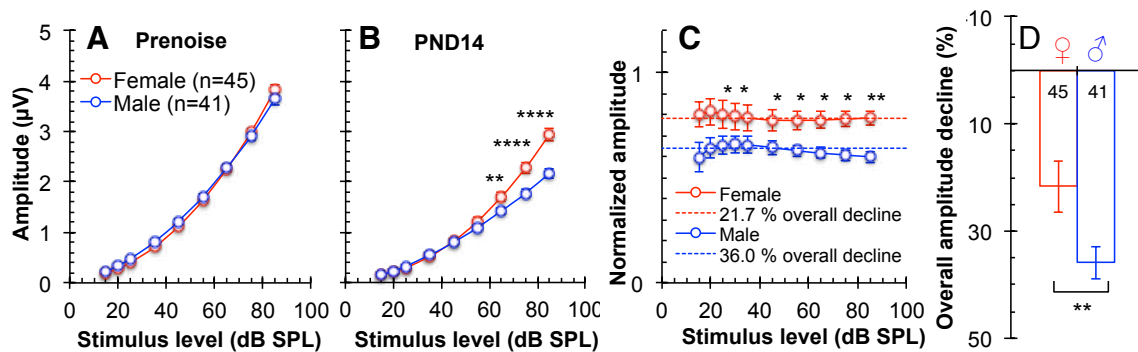 A Prenoise
Female (n=45)
Male (n=41)
5
4
3
2
1
0
Amplitude (µV)
0 20 40 60 80 100
Stimulus level (dB SPL)
B PND14
****
****
**
0
0 20 40 60 80 100
Stimulus level (dB SPL)
C
1
0
Normalized amplitude
* * * * * * **
Female
21.7 % overall decline
Male
36.0 % overall decline
0 20 40 60 80 100
Stimulus level (dB SPL)
D ♀ ♂
10
10
30
50
Overall amplitude decline (%)
45 41
**